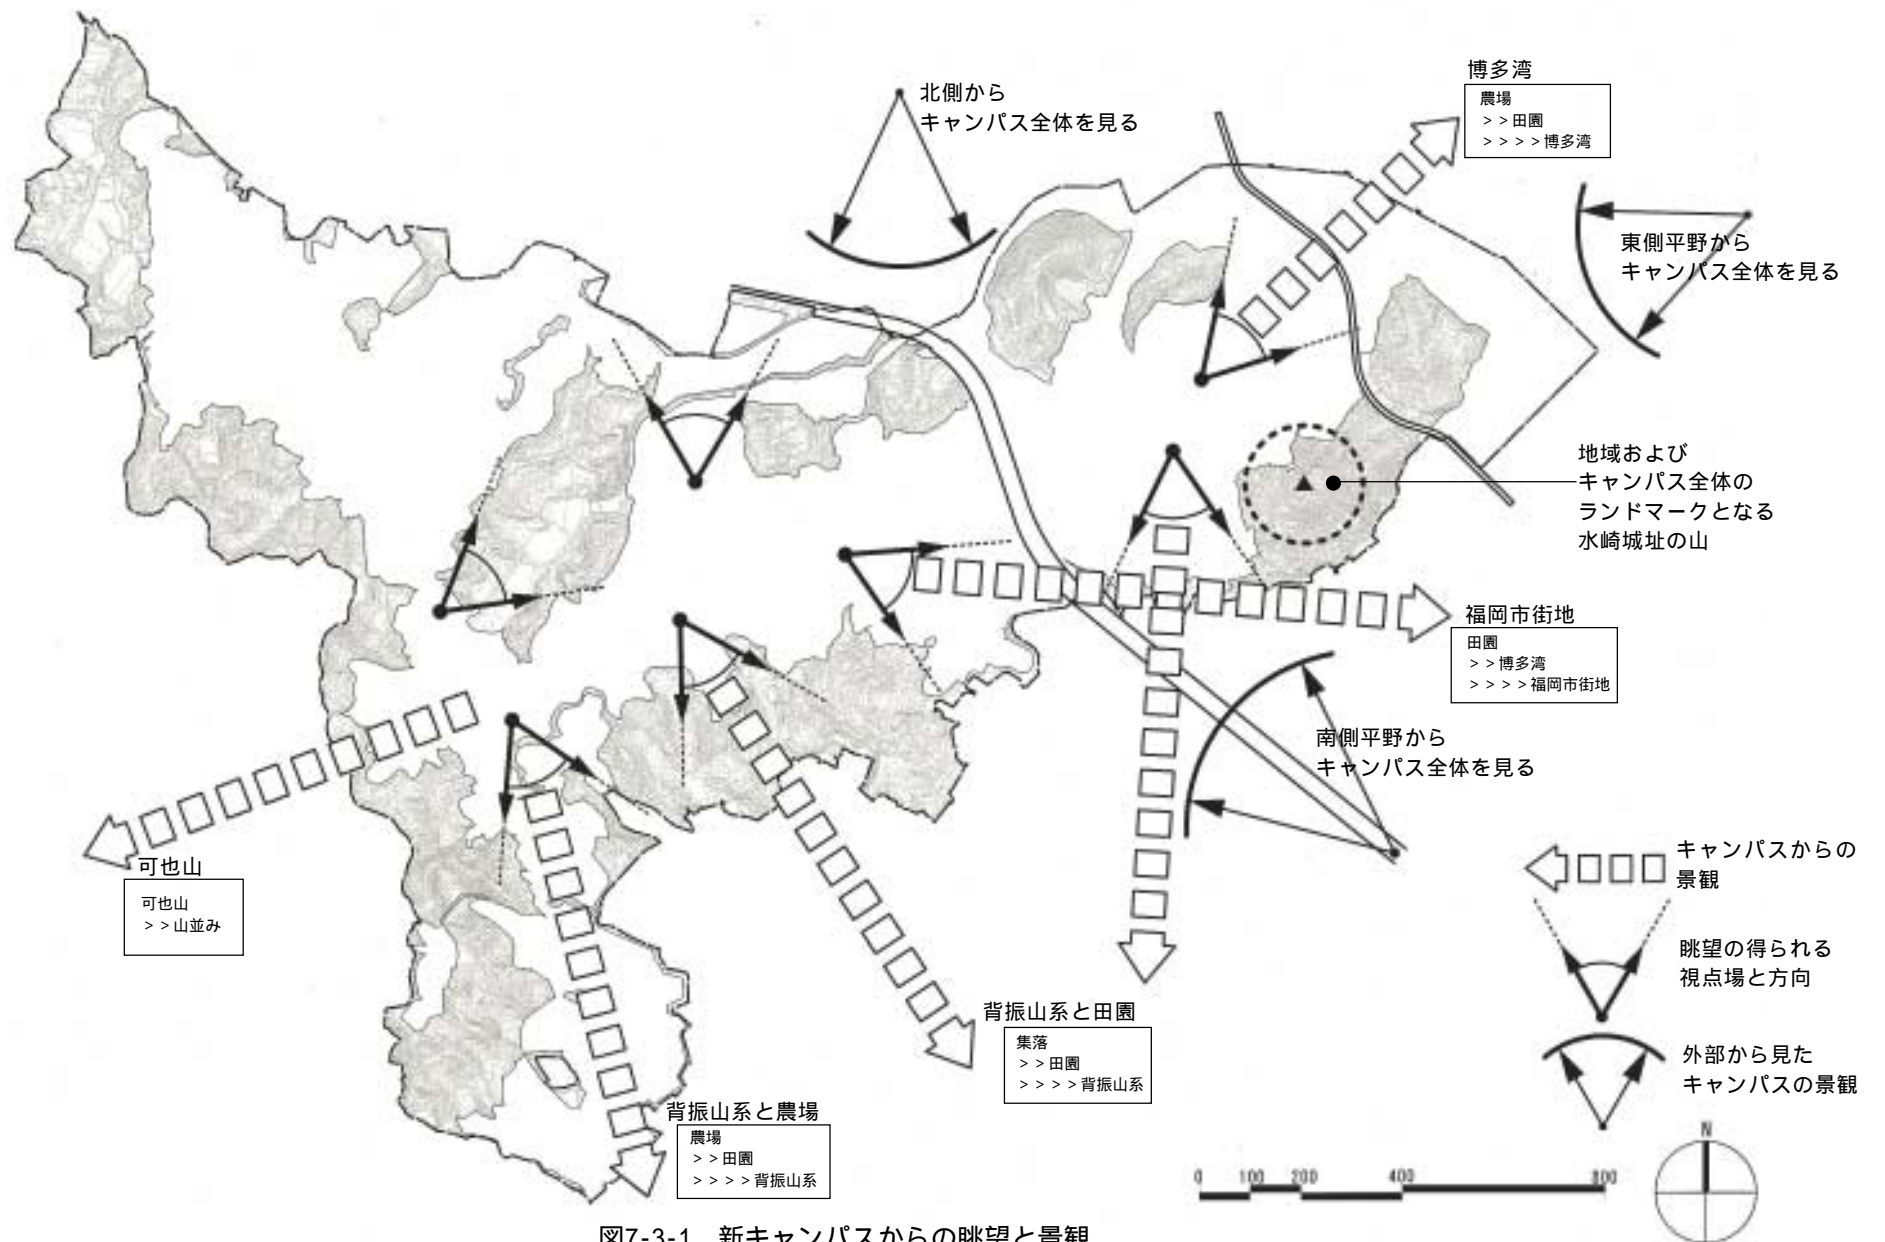 博多湾
農場
＞＞田園
＞＞＞＞博多湾
北側から
キャンパス全体を見る
東側平野から
キャンパス全体を見る
地域および
キャンパス全体の
ランドマークとなる
水崎城址の山
福岡市街地
田園
＞＞博多湾
＞＞＞＞福岡市街地
南側平野から
キャンパス全体を見る
可也山
可也山
＞＞山並み
キャンパスからの
景観
眺望の得られる
視点場と方向
外部から見た
キャンパスの景観
背振山系と田園
集落
＞＞田園
＞＞＞＞背振山系
背振山系と農場
農場
＞＞田園
＞＞＞＞背振山系
N
0 100 200 400 800
図7-3-1 新キャンパスからの眺望と景観